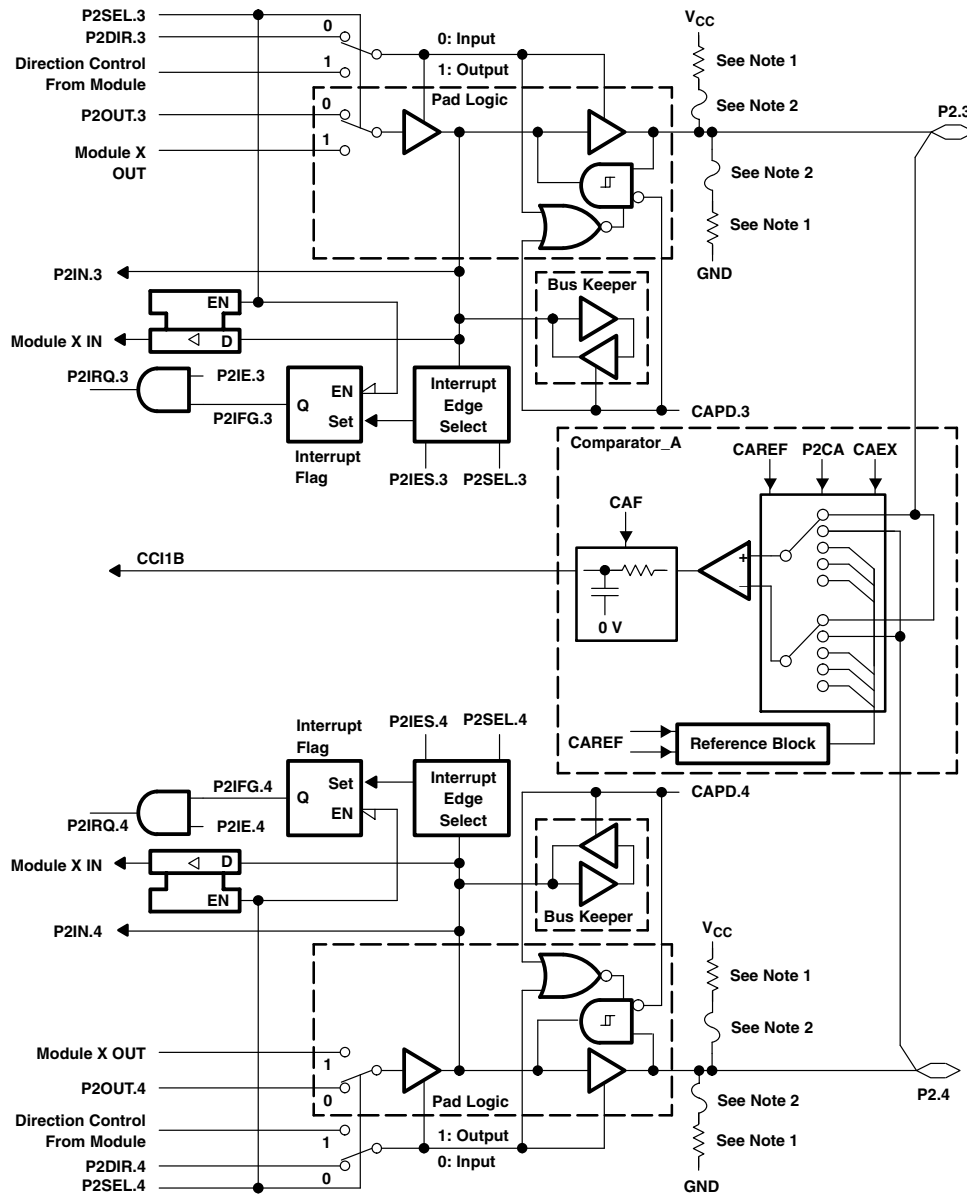 P2SEL.3
P2DIR.3
0
Direction Control
From Module
1
P2OUT.3
0
Module X
OUT
1
0: Input
1: Output
Pad Logic
VCC
See Note 1
See Note 2
P2.3
See Note 2
See Note 1
GND
P2IN.3
Bus Keeper
EN
Module X IN
D
P2IRQ.3
P2IE.3
P2IFG.3
EN
Q
Set
Interrupt
Flag
Interrupt
Edge
Select
P2IES.3
P2SEL.3
CAPD.3
Comparator_A
CAREF
P2CA
CAEX
CAF
CCI1B
+
−
0 V
CAREF
Reference Block
Interrupt
Flag
P2IES.4
P2SEL.4
P2IFG.4
Q
Set
EN
Interrupt
Edge
Select
CAPD.4
P2IRQ.4
P2IE.4
Module X IN
D
EN
Bus Keeper
P2IN.4
VCC
See Note 1
See Note 2
Module X OUT
1
P2OUT.4
0
Pad Logic
P2.4
See Note 2
See Note 1
GND
Direction Control
From Module
1
P2DIR.4
0
P2SEL.4
1: Output
0: Input